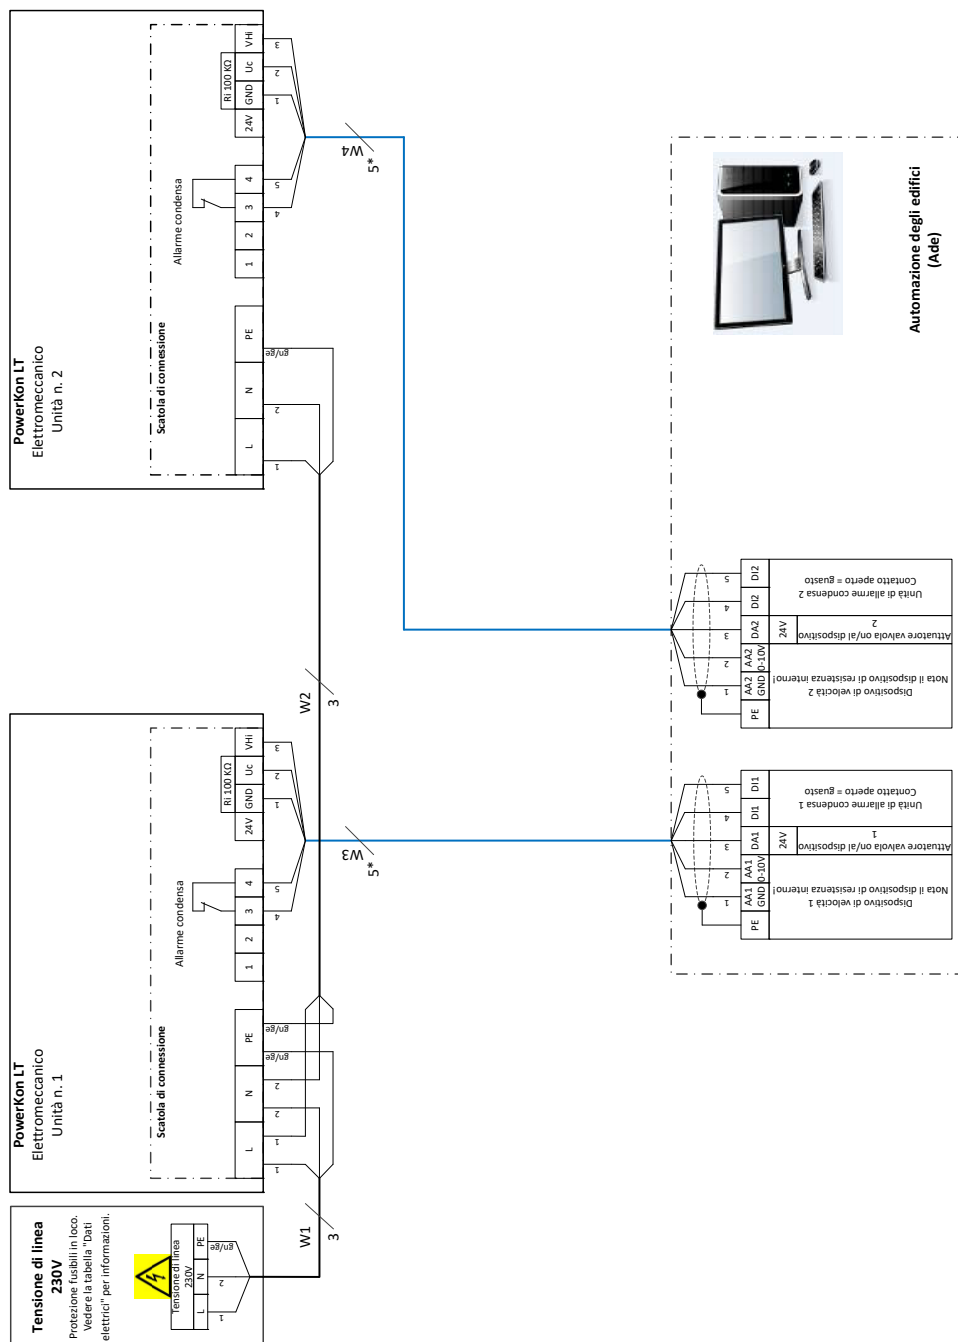 Tensione di linea
230V
Protezione fusibili in loco.
Vedere la tabella "Dati
elettrici" per informazioni.
Tensione di linea
230V
L
N
PE
1
2
gn/ge
W1
3
PowerKon LT
Elettromeccanico
Unità n. 1
Scatola di connessione
L
N
PE
1
1
2
2
gn/ge
gn/ge
Allarme condensa
1
2
3
4
4
5
Ri 100 KΩ
24V
GND
Uc
VHi
1
2
3
W3
5*
W2
3
PowerKon LT
Elettromeccanico
Unità n. 2
Scatola di connessione
L
N
PE
1
2
gn/ge
Allarme condensa
1
2
3
4
4
5
Ri 100 KΩ
24V
GND
Uc
VHi
1
2
3
W4
5*
PE
AA1
GND
AA1
0-10V
DA1
DI1
DI1
1
2
3
4
5
24V
Dispositivo di velocità 1
Nota il dispositivo di resistenza interno!
Attuatore valvola on/al/on dispositivo
1
Unità di allarme condensa 1
Contatto aperto = guasto
PE
AA2
GND
AA2
0-10V
DA2
DI2
DI2
1
2
3
4
5
24V
Dispositivo di velocità 2
Nota il dispositivo di resistenza interno!
Attuatore valvola on/al/on dispositivo
2
Unità di allarme condensa 2
Contatto aperto = guasto
Automazione degli edifici
(Ade)